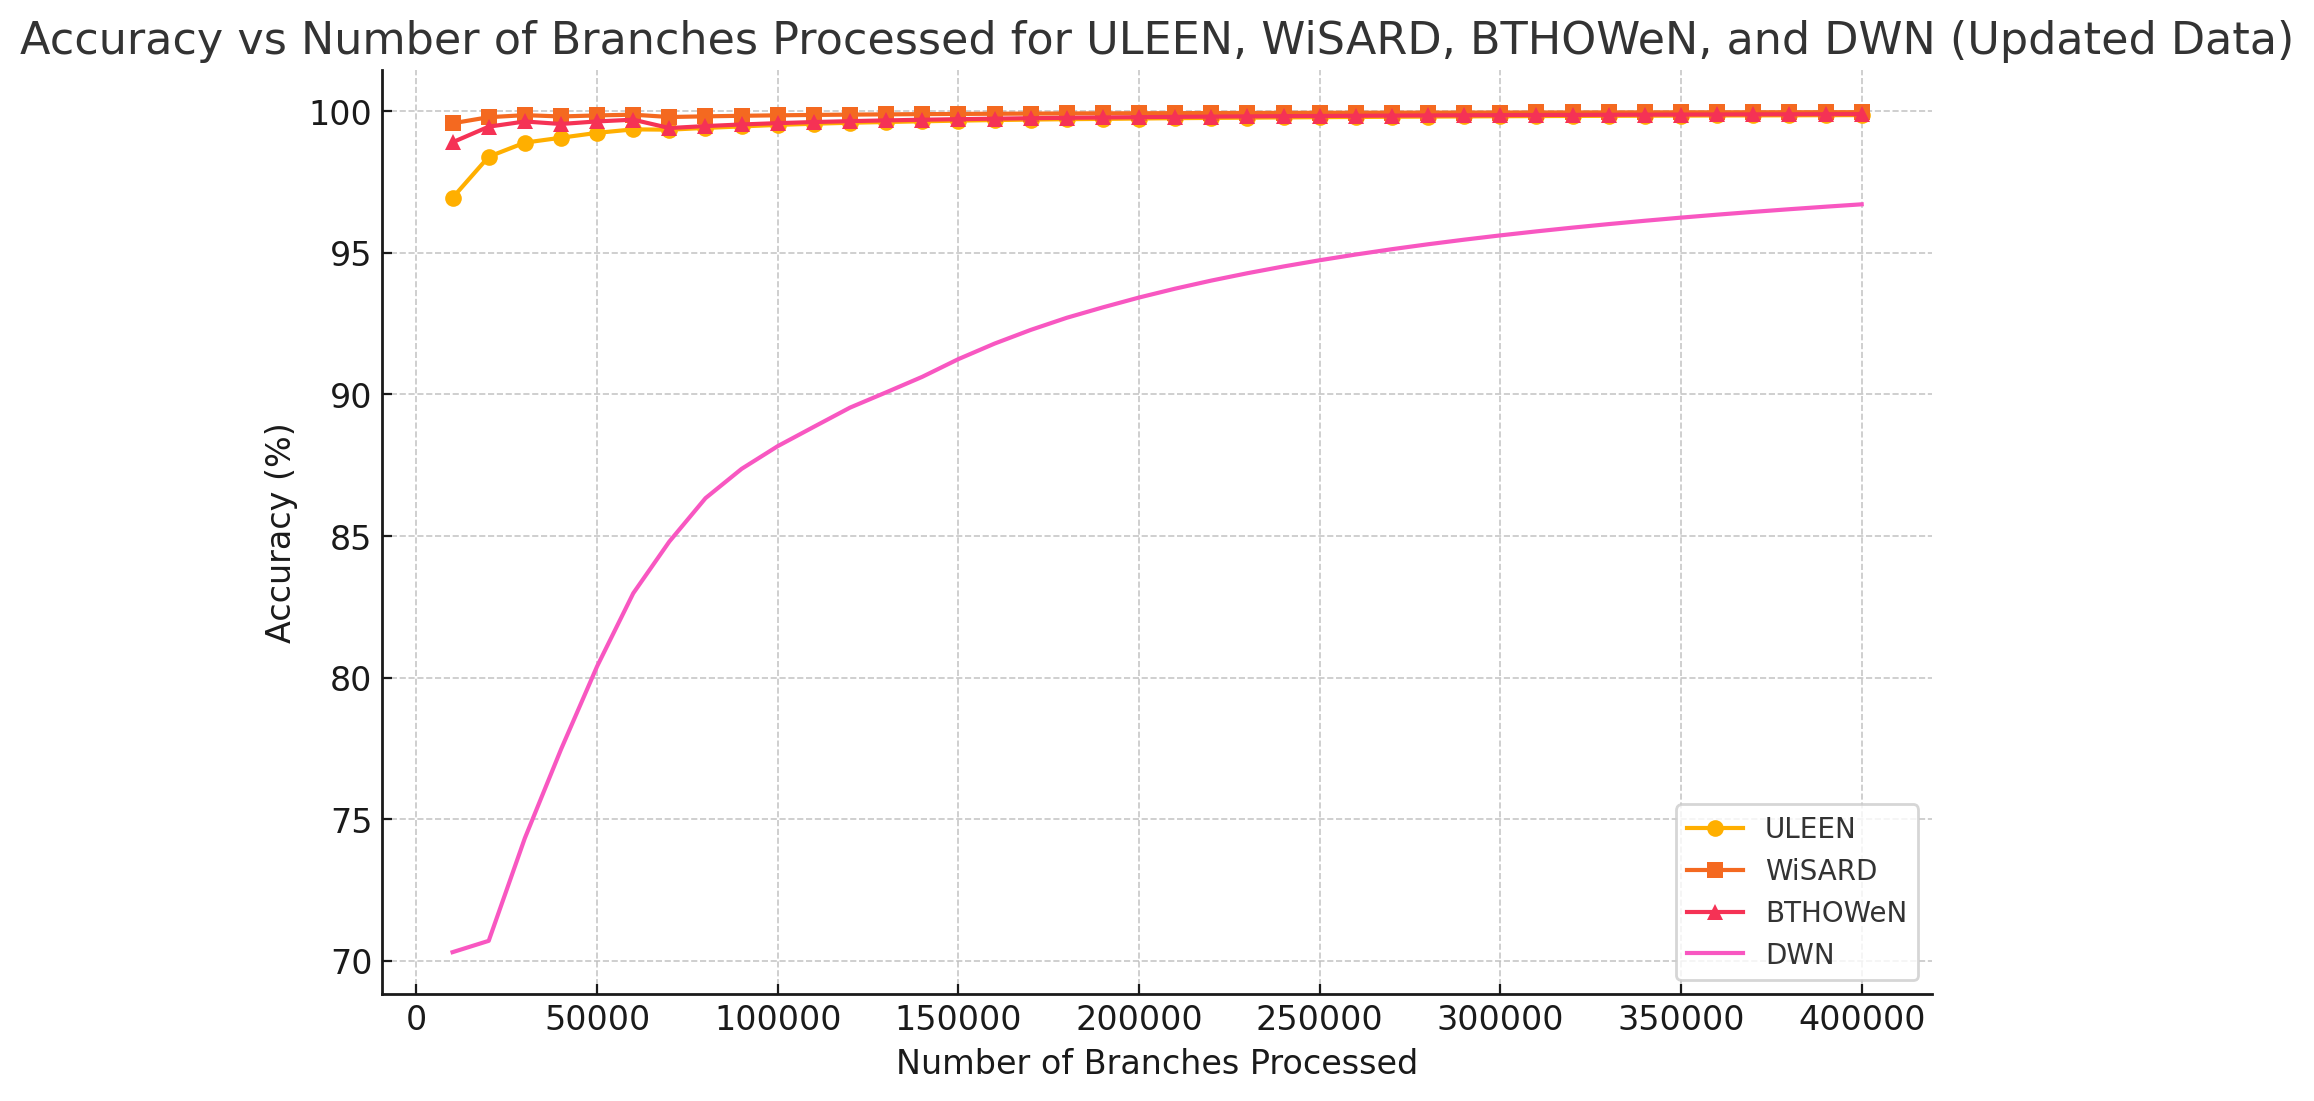 Accuracy vs Number of Branches Processed for ULEEN, WiSARD, BTHOWeN, and DWN (Updated Data)
100
95
90
85
80
75
70
Accuracy (%)
ULEEN
WiSARD
BTHOWeN
DWN
0 50000 100000 150000 200000 250000 300000 350000 400000
Number of Branches Processed